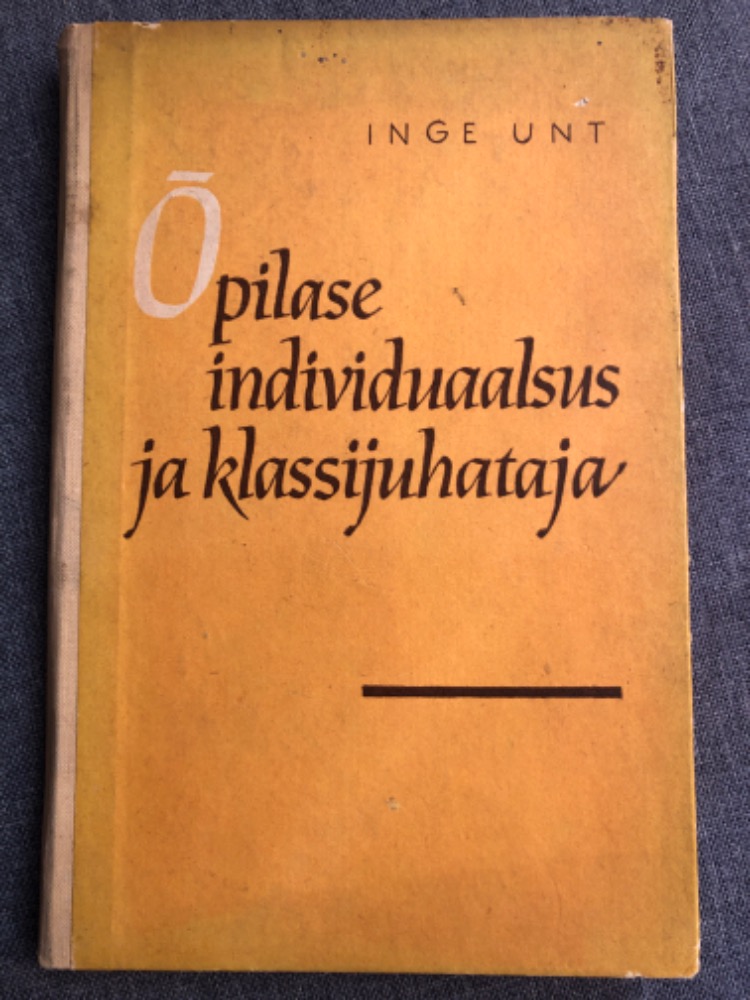 INGE UNT
Õpilase
individuaalsus
ja klassijuhataja